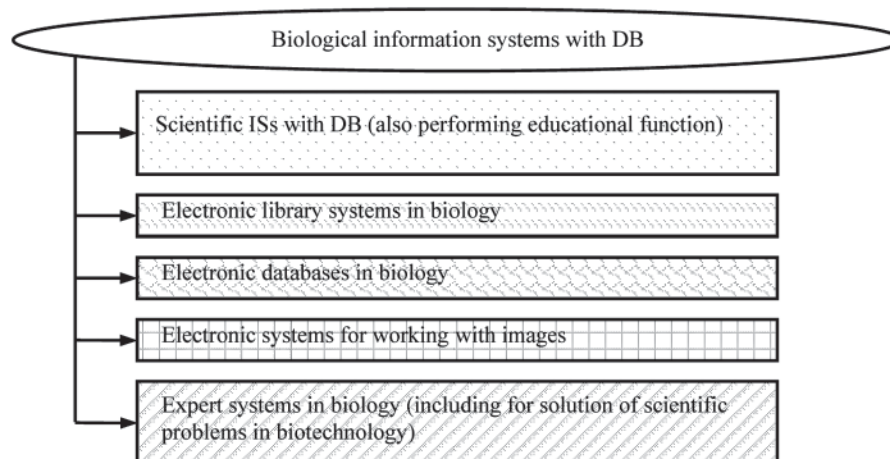 Biological information systems with DB
Scientific ISs with DB (also performing educational function)
Electronic library systems in biology
Electronic databases in biology
Electronic systems for working with images
Expert systems in biology (including for solution of scientific
problems in biotechnology)